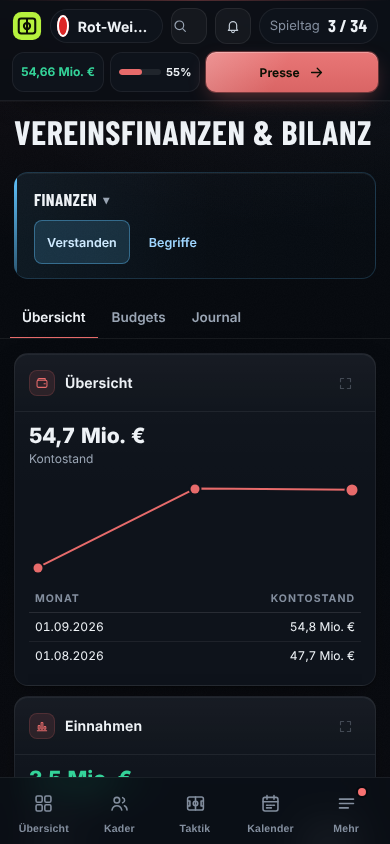 Rot-Wei...
Spieltag 3 / 34
54,66 Mio. €
55%
Presse →
VEREINSFINANZEN & BILANZ
FINANZEN ▾
Verstanden
Begriffe
Übersicht
Budgets
Journal
Übersicht
54,7 Mio. €
Kontostand
MONAT KONTOSTAND
01.09.2026 54,8 Mio. €
01.08.2026 47,7 Mio. €
Einnahmen
Übersicht
Kader
Taktik
Kalender
Mehr